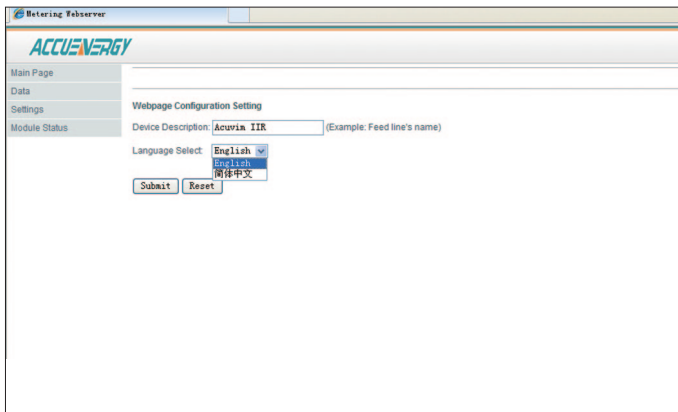 Metering Webserver
ACCUENERGY
Main Page
Data
Settings
Module Status
Webpage Configuration Setting
Device Description: Acuvim IIR (Example: Feed line's name)
Language Select: English
English
简体中文
Submit Reset